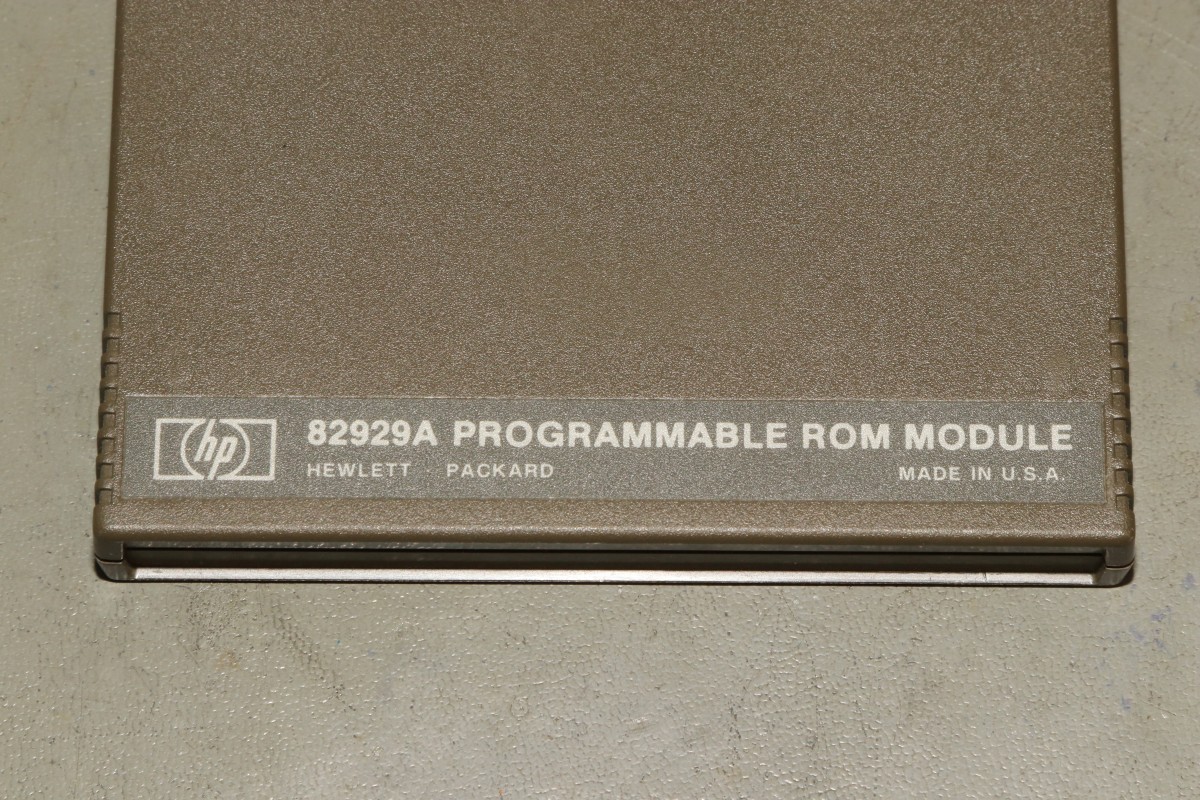 hp 82929A PROGRAMMABLE ROM MODULE
HEWLETT · PACKARD MADE IN U.S.A.